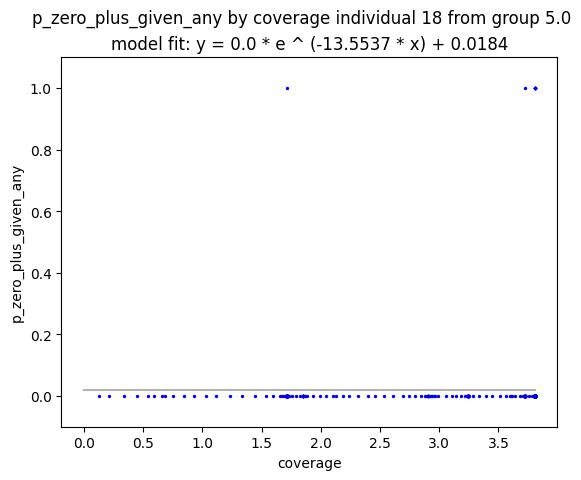 p_zero_plus_given_any by coverage individual 18 from group 5.0
model fit: y = 0.0 * e ^ (-13.5537 * x) + 0.0184
1.0
0.8
0.6
0.4
0.2
0.0
p_zero_plus_given_any
0.0 0.5 1.0 1.5 2.0 2.5 3.0 3.5
coverage